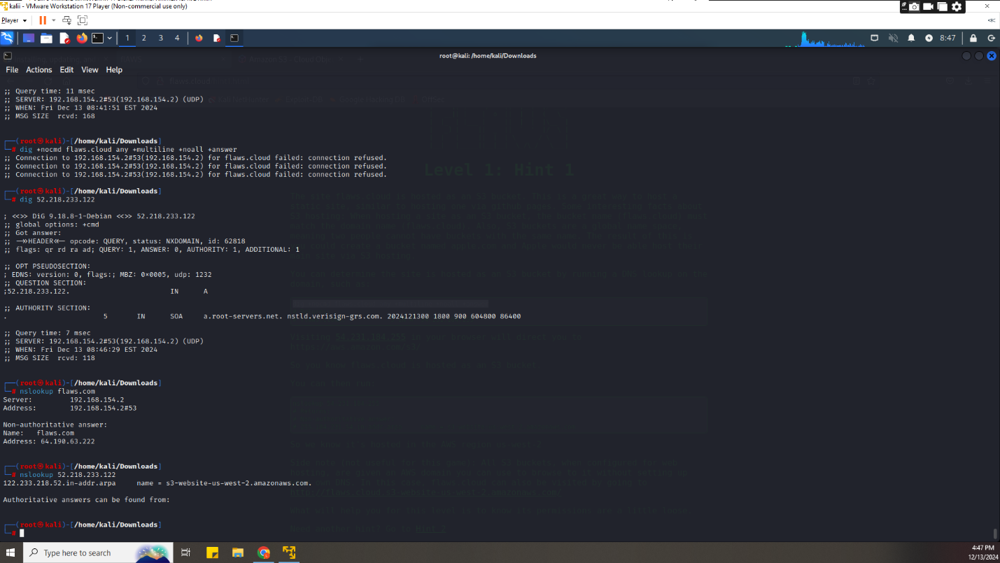 kalii - VMware Workstation 17 Player (Non-commercial use only)
Player
1 2 3 4
8:47
root@kali: /home/kali/Downloads
File Actions Edit View Help
;; Query time: 11 msec
;; SERVER: 192.168.154.2#53(192.168.154.2) (UDP)
;; WHEN: Fri Dec 13 08:41:51 EST 2024
;; MSG SIZE  rcvd: 168
┌──(root㉿kali)-[/home/kali/Downloads]
└─# dig +nocmd flaws.cloud any +multiline +noall +answer
;; Connection to 192.168.154.2#53(192.168.154.2) for flaws.cloud failed: connection refused.
;; Connection to 192.168.154.2#53(192.168.154.2) for flaws.cloud failed: connection refused.
;; Connection to 192.168.154.2#53(192.168.154.2) for flaws.cloud failed: connection refused.
┌──(root㉿kali)-[/home/kali/Downloads]
└─# dig 52.218.233.122
; <<>> DiG 9.18.8-1-Debian <<>> 52.218.233.122
;; global options: +cmd
;; Got answer:
;; ->>HEADER<<- opcode: QUERY, status: NXDOMAIN, id: 62818
;; flags: qr rd ra ad; QUERY: 1, ANSWER: 0, AUTHORITY: 1, ADDITIONAL: 1
;; OPT PSEUDOSECTION:
; EDNS: version: 0, flags:; MBZ: 0x0005, udp: 1232
;; QUESTION SECTION:
;52.218.233.122. IN A
;; AUTHORITY SECTION:
. 5 IN SOA a.root-servers.net. nstld.verisign-grs.com. 2024121300 1800 900 604800 86400
;; Query time: 7 msec
;; SERVER: 192.168.154.2#53(192.168.154.2) (UDP)
;; WHEN: Fri Dec 13 08:46:29 EST 2024
;; MSG SIZE  rcvd: 118
┌──(root㉿kali)-[/home/kali/Downloads]
└─# nslookup flaws.com
Server: 192.168.154.2
Address: 192.168.154.2#53
Non-authoritative answer:
Name: flaws.com
Address: 64.190.63.222
┌──(root㉿kali)-[/home/kali/Downloads]
└─# nslookup 52.218.233.122
122.233.218.52.in-addr.arpa name = s3-website-us-west-2.amazonaws.com.
Authoritative answers can be found from:
┌──(root㉿kali)-[/home/kali/Downloads]
└─#
Level 1: Hint 1
Type here to search
4:47 PM
12/13/2024